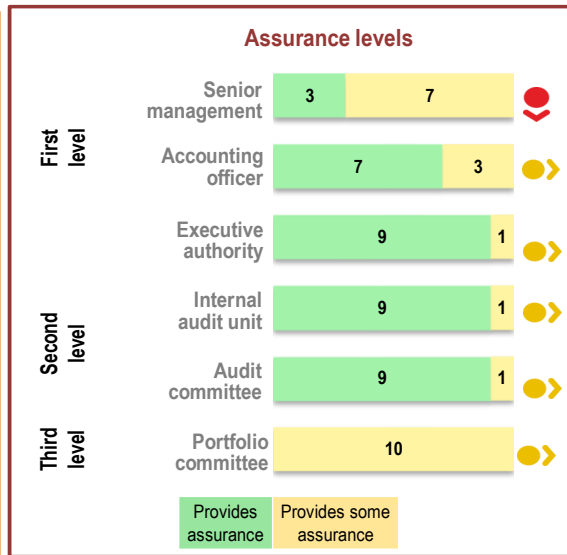 Assurance levels
First
level
Senior
management
3
7
Accounting
officer
7
3
Executive
authority
9
1
Second
level
Internal
audit unit
9
1
Audit
committee
9
1
Third
level
Portfolio
committee
10
Provides
assurance
Provides some
assurance